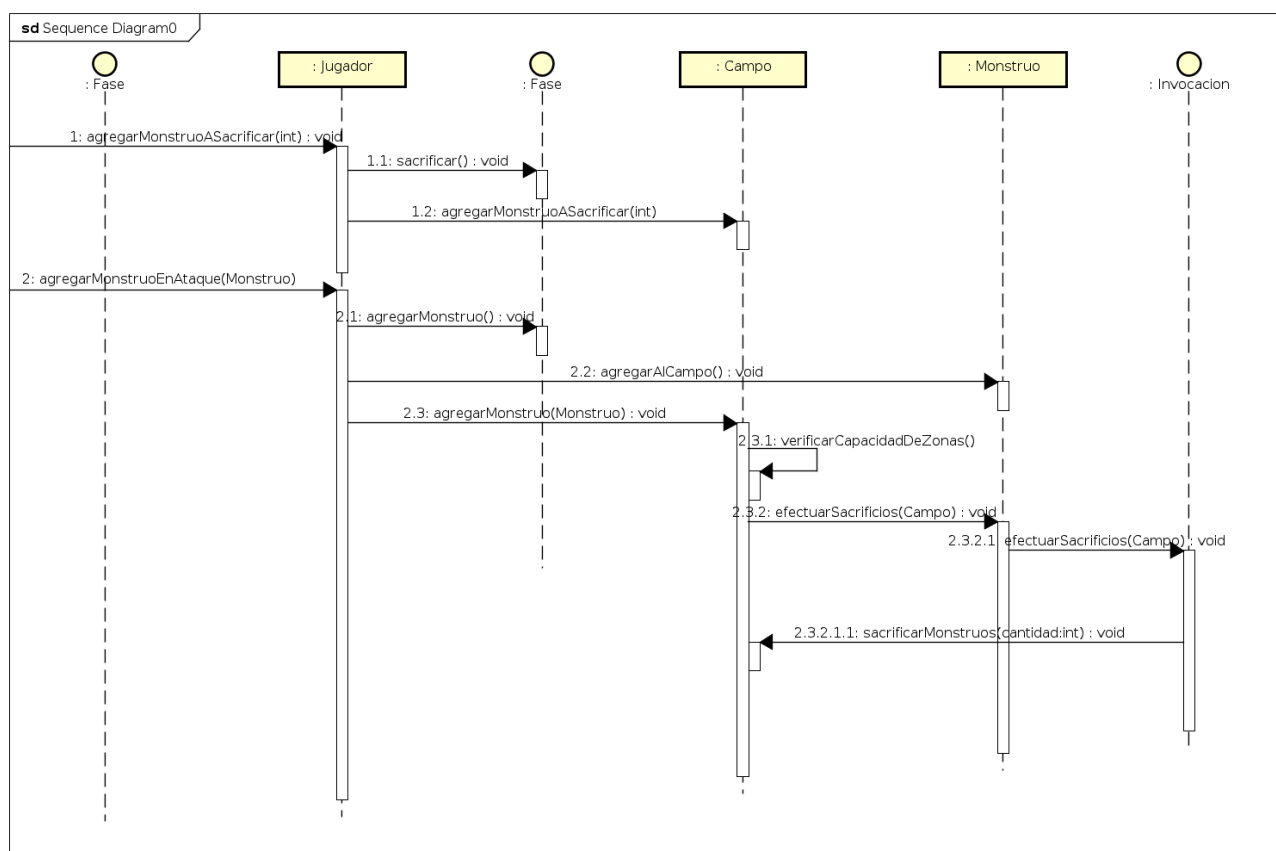 sd Sequence Diagram0
: Fase
: Jugador
: Fase
: Campo
: Monstruo
: Invocacion
1: agregarMonstruoASacrificar(int) : void
1.1: sacrificar() : void
1.2: agregarMonstruoASacrificar(int)
2: agregarMonstruoEnAtaque(Monstruo)
2.1: agregarMonstruo() : void
2.2: agregarAlCampo() : void
2.3: agregarMonstruo(Monstruo) : void
2.3.1: verificarCapacidadDeZonas()
2.3.2: efectuarSacrificios(Campo) : void
2.3.2.1: efectuarSacrificios(Campo) : void
2.3.2.1.1: sacrificarMonstruos(cantidad:int) : void